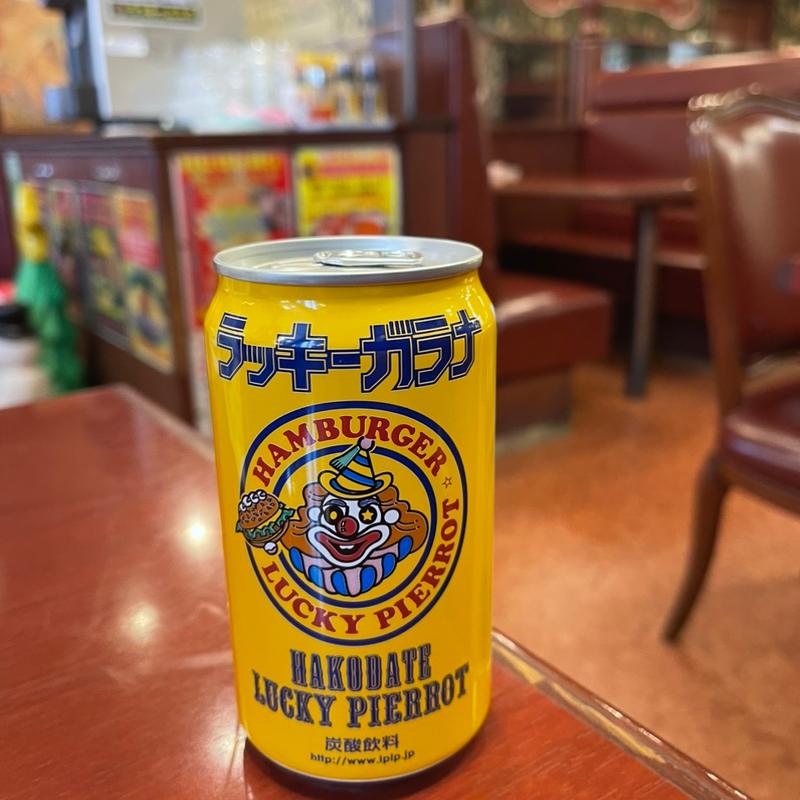 ラッキーガラナ
HAMBURGER ☆
LUCKY PIERROT
HAKODATE
LUCKY PIERROT
炭酸飲料
http://www.lplp.jp